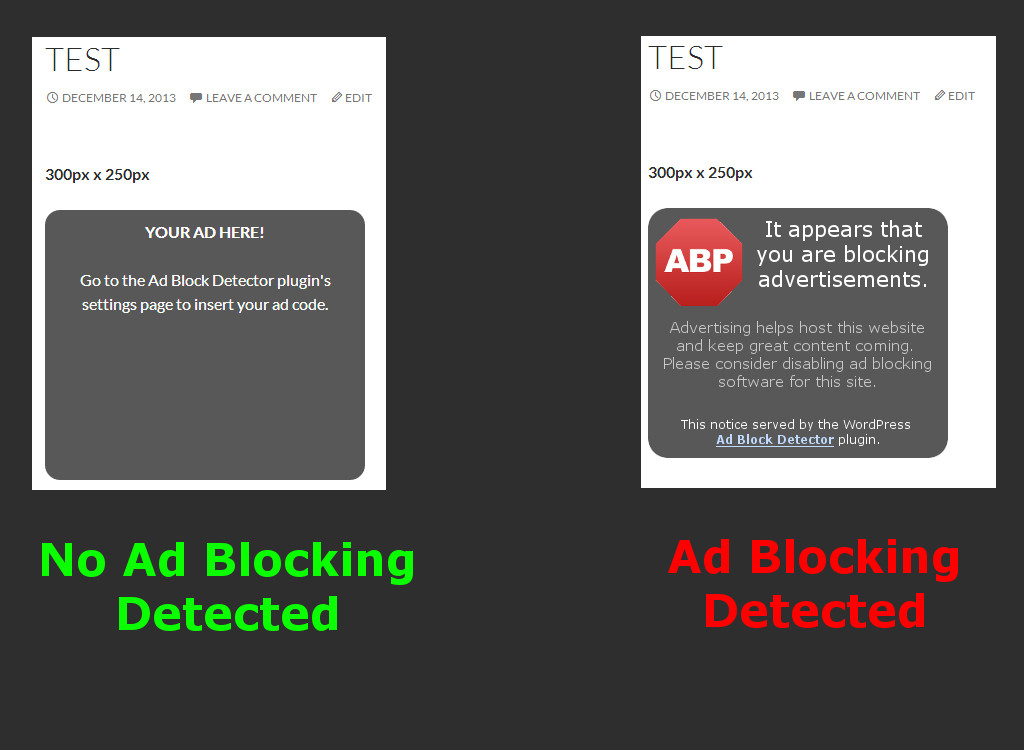 TEST
DECEMBER 14, 2013 LEAVE A COMMENT EDIT
300px x 250px
YOUR AD HERE!
Go to the Ad Block Detector plugin's
settings page to insert your ad code.
No Ad Blocking
Detected
TEST
DECEMBER 14, 2013 LEAVE A COMMENT EDIT
300px x 250px
ABP
It appears that
you are blocking
advertisements.
Advertising helps host this website
and keep great content coming.
Please consider disabling ad blocking
software for this site.
This notice served by the WordPress
Ad Block Detector plugin.
Ad Blocking
Detected